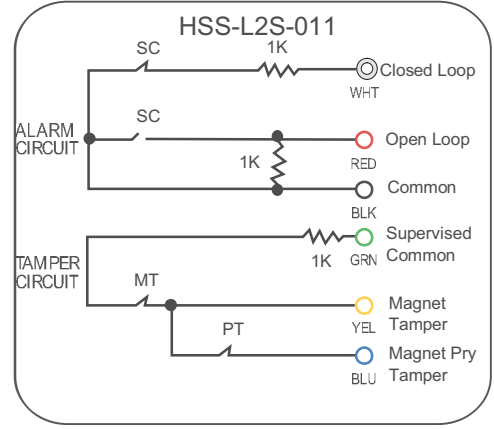 HSS-L2S-011
SC
1K
Closed Loop
WHT
SC
ALARM
CIRCUIT
Open Loop
1K
RED
Common
BLK
Supervised
Common
1K
GRN
TAMPER
CIRCUIT
MT
Magnet
Tamper
YEL
PT
Magnet Pry
Tamper
BLU